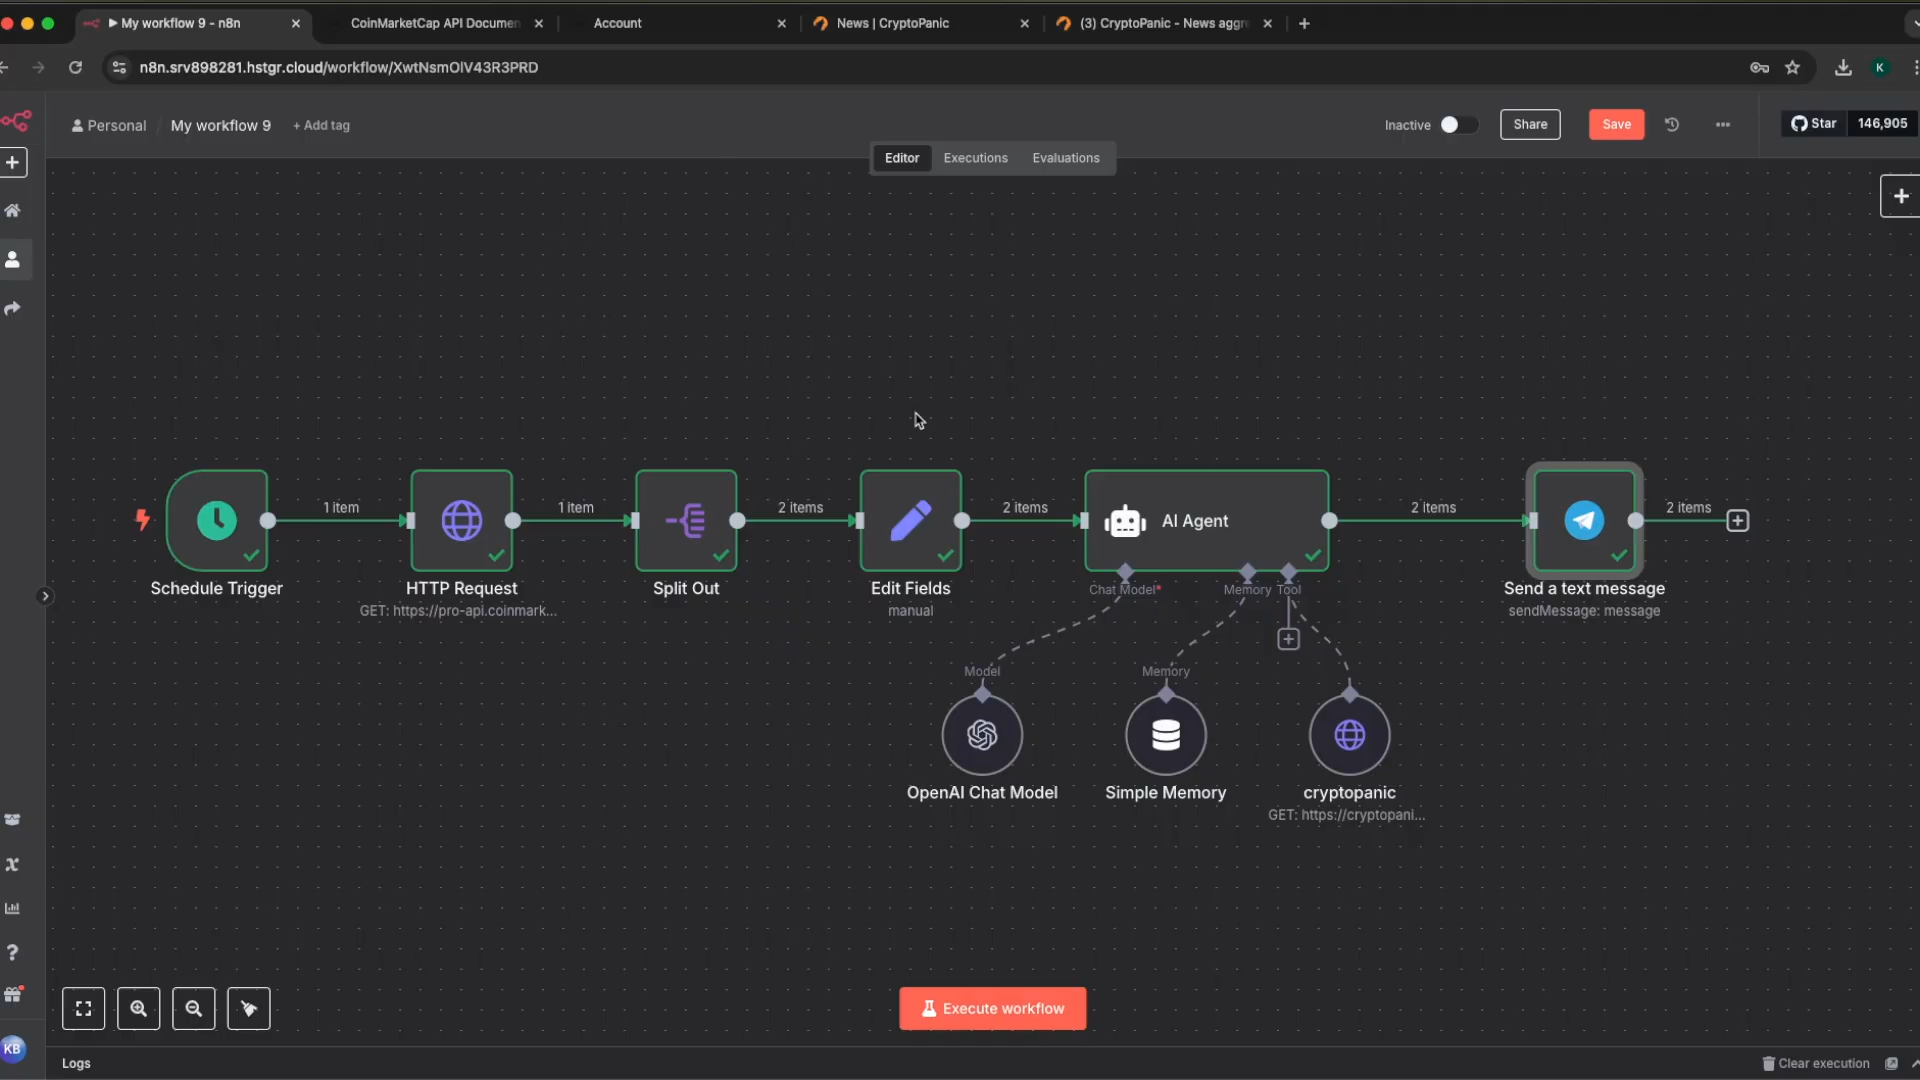 My workflow 9 - n8n
CoinMarketCap API Documen
Account
News | CryptoPanic
(3) CryptoPanic - News aggr
n8n.srv898281.hstgr.cloud/workflow/XwtNsmOlV43R3PRD
K
Personal / My workflow 9 + Add tag
Inactive
Share
Save
Star
146,905
Editor
Executions
Evaluations
1 item
1 item
2 items
2 items
2 items
2 items
AI Agent
Schedule Trigger
HTTP Request
GET: https://pro-api.coinmark...
Split Out
Edit Fields
manual
Chat Model*
Memory
Tool
Send a text message
sendMessage: message
Model
Memory
OpenAI Chat Model
Simple Memory
cryptopanic
GET: https://cryptopani...
Execute workflow
KB
Logs
Clear execution